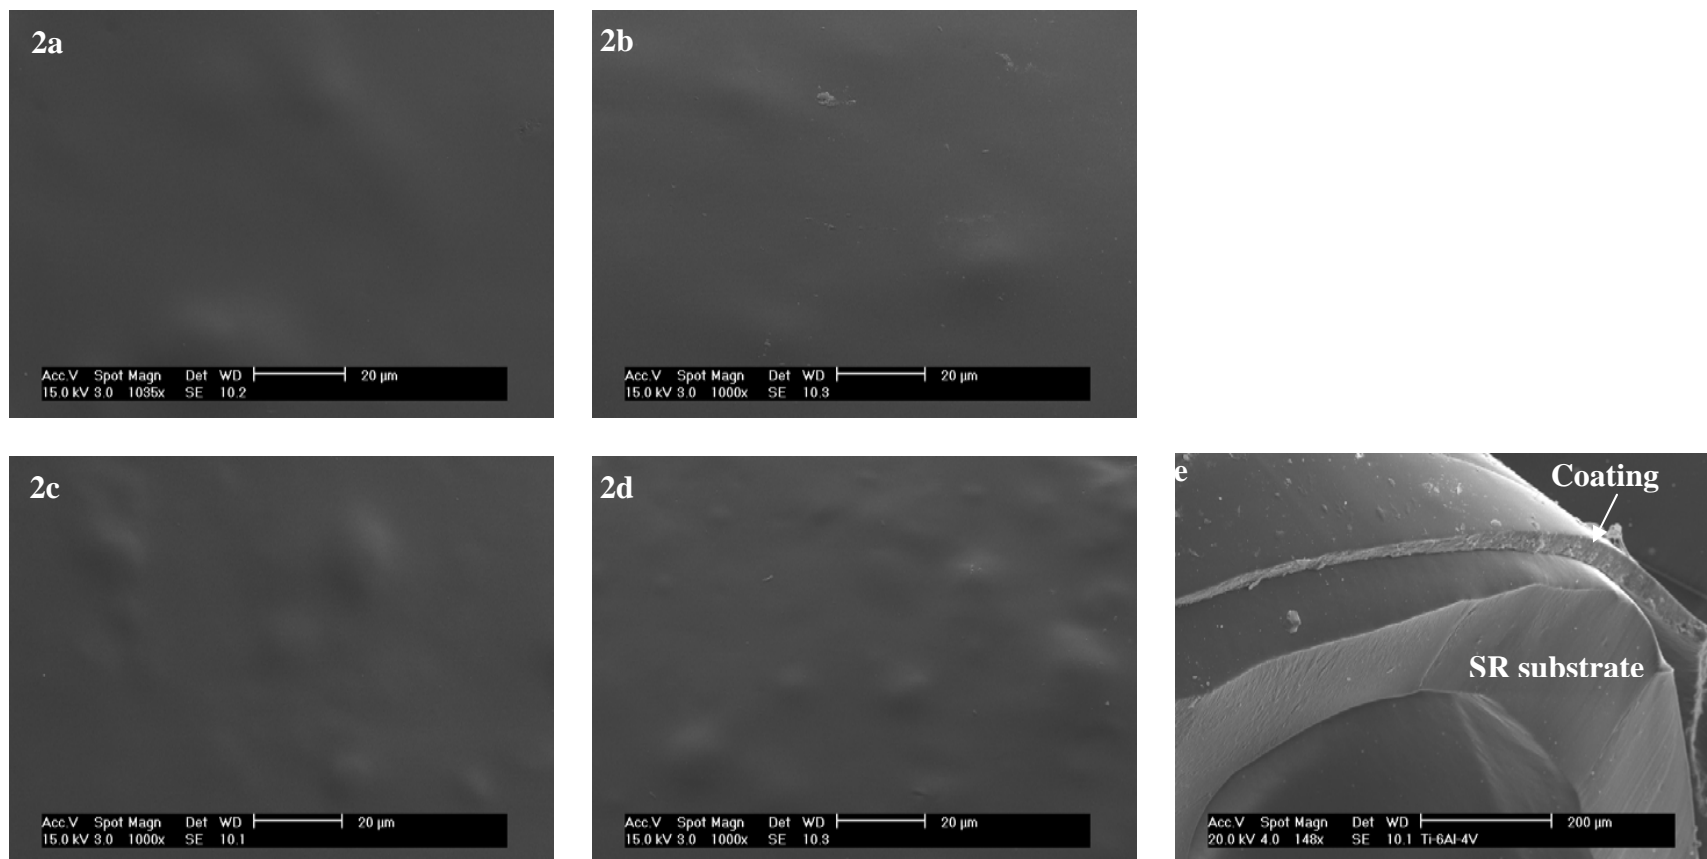 2a
Acc.V Spot Magn Det WD 20 µm
15.0 kV 3.0 1035x SE 10.2
2b
Acc.V Spot Magn Det WD 20 µm
15.0 kV 3.0 1000x SE 10.3
2c
Acc.V Spot Magn Det WD 20 µm
15.0 kV 3.0 1000x SE 10.1
2d
Acc.V Spot Magn Det WD 20 µm
15.0 kV 3.0 1000x SE 10.3
e
Coating
SR substrate
Acc.V Spot Magn Det WD 200 µm
20.0 kV 4.0 148x SE 10.1 Ti-6Al-4V